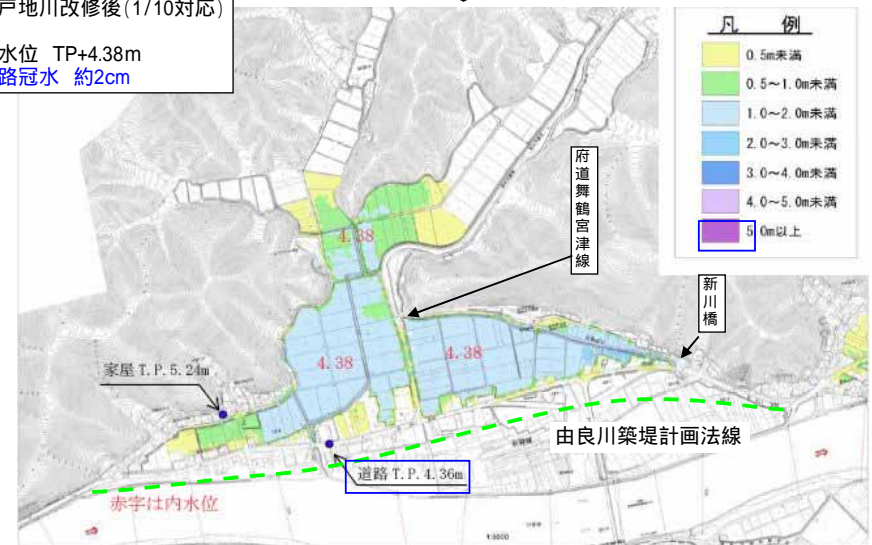 戸地川改修後(1/10対応)
水位 TP+4.38m
路冠水 約2cm
凡 例
0.5m未満
0.5～1.0m未満
1.0～2.0m未満
2.0～3.0m未満
3.0～4.0m未満
4.0～5.0m未満
5.0m以上
府道舞鶴宮津線
新川橋
4.38
4.38
4.38
家屋 T.P. 5.24m
由良川築堤計画法線
道路 T.P. 4.36m
赤字は内水位
1:5000